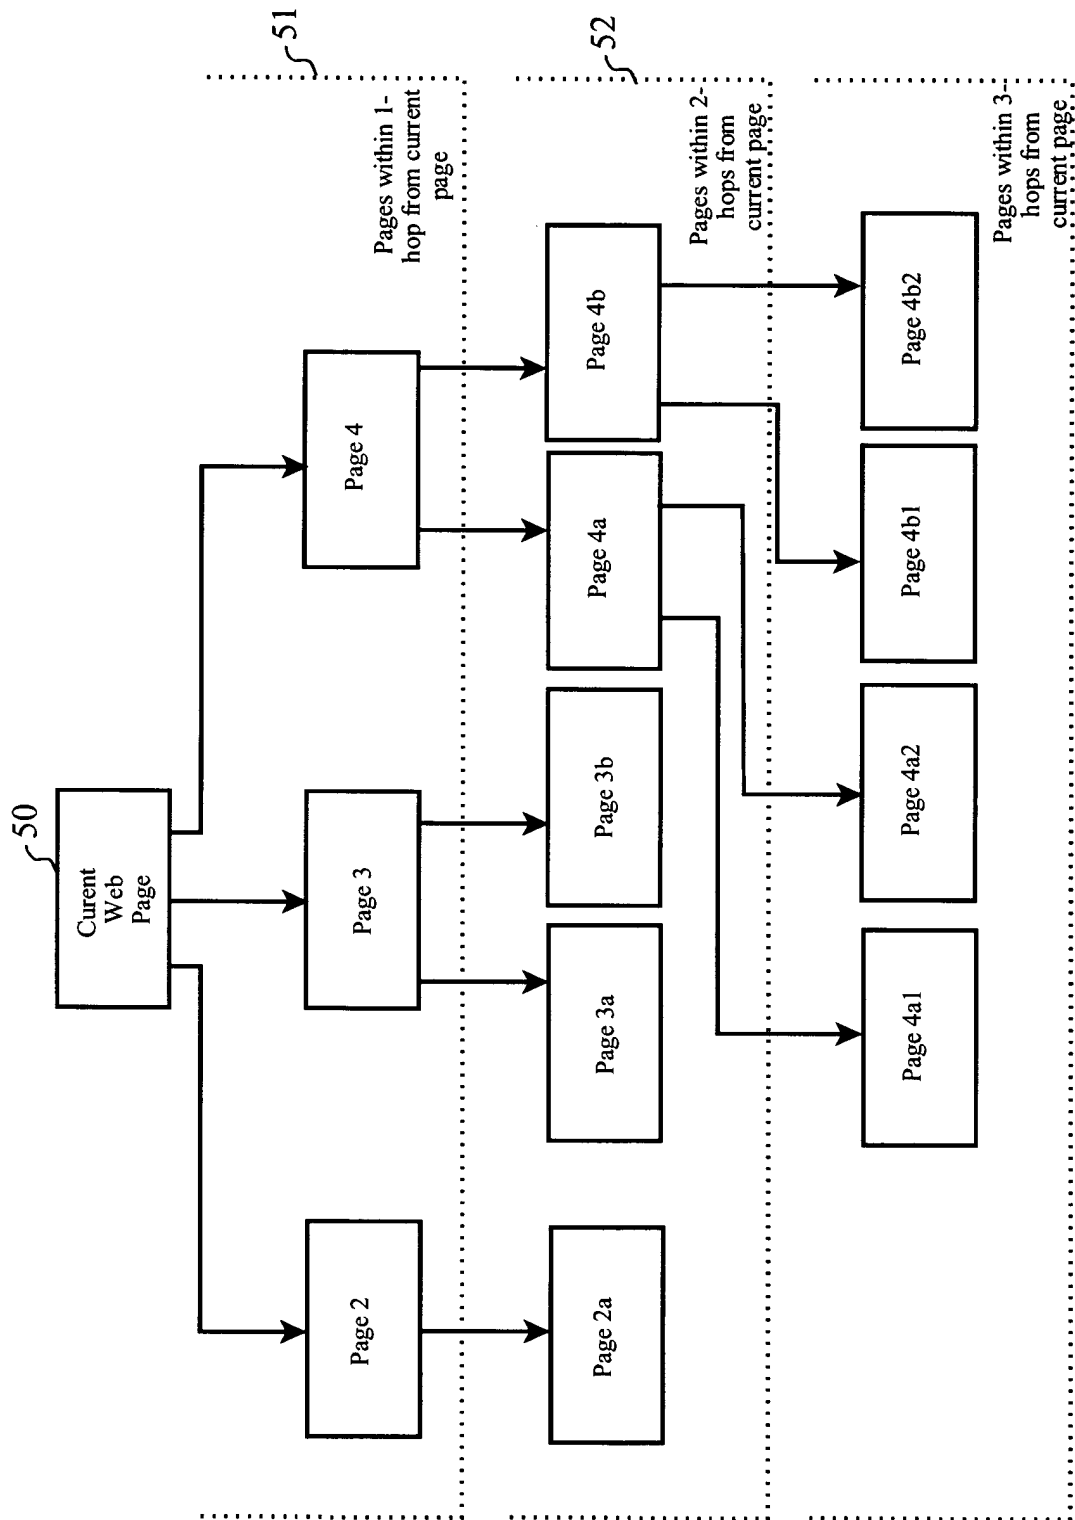 50
Curent
Web
Page
51
Page 2
Page 3
Page 4
Pages within 1-
hop from current
page
52
Page 2a
Page 3a
Page 3b
Page 4a
Page 4b
Pages within 2-
hops from
current page
Page 4a1
Page 4a2
Page 4b1
Page 4b2
Pages within 3-
hops from
current page